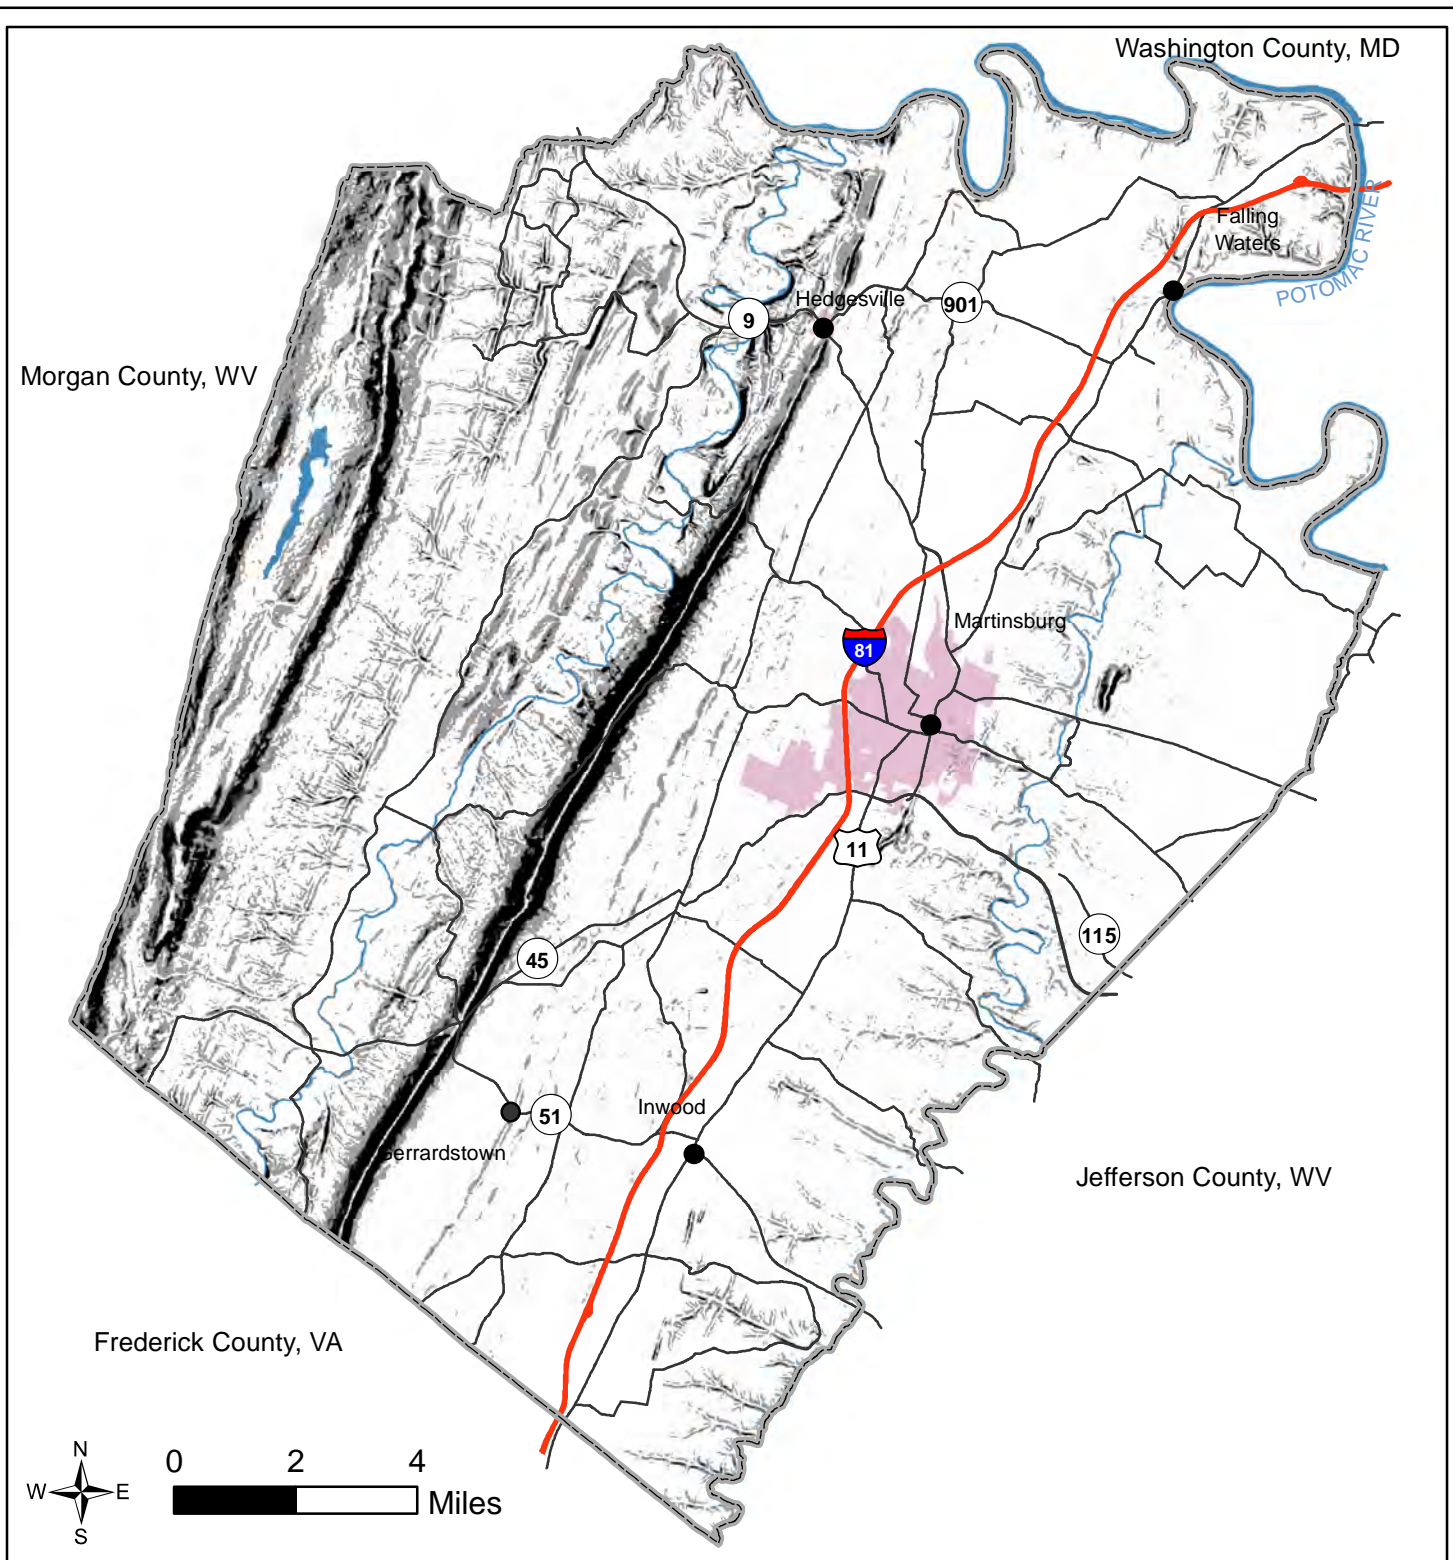 Washington County, MD
Falling
Waters
POTOMAC RIVER
Hedgesville
901
9
Morgan County, WV
Martinsburg
81
11
115
45
Inwood
51
Gerrardstown
Jefferson County, WV
Frederick County, VA
N
W
E
S
0 2 4
Miles